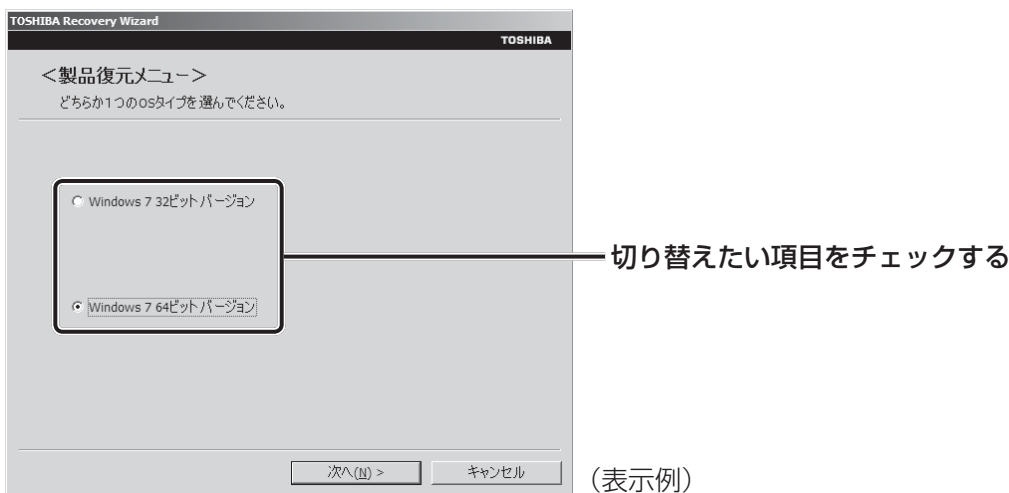 TOSHIBA Recovery Wizard
TOSHIBA
<製品復元メニュー>
どちらか1つのOSタイプを選んでください。
Windows 7 32ビットバージョン
切り替えたい項目をチェックする
Windows 7 64ビットバージョン
次へ(N) >
キャンセル
(表示例)